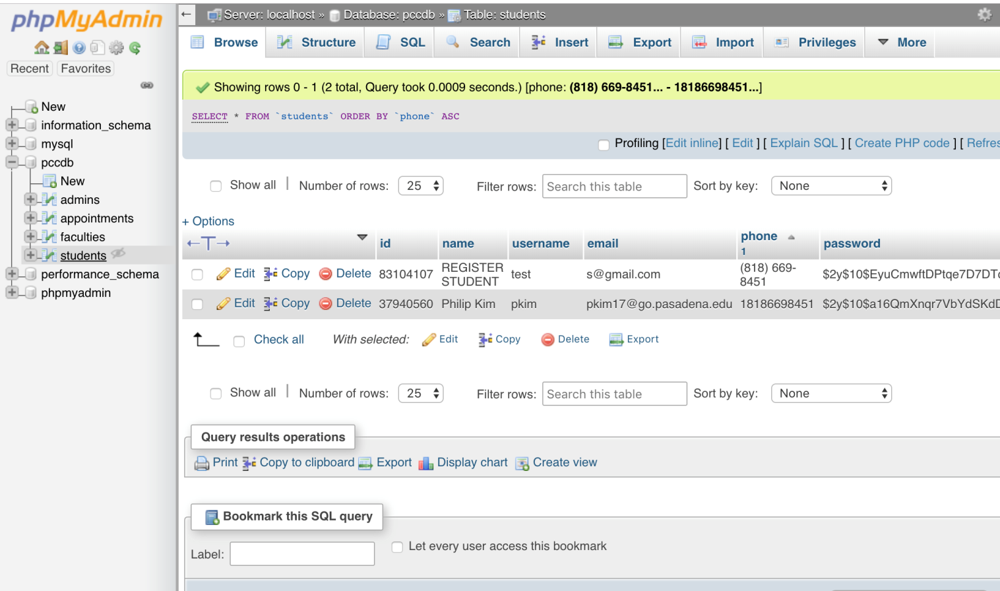 phpMyAdmin
Recent Favorites
New
information_schema
mysql
pccdb
New
admins
appointments
faculties
students
performance_schema
phpmyadmin
Server: localhost » Database: pccdb » Table: students
Browse Structure SQL Search Insert Export Import Privileges More
Showing rows 0 - 1 (2 total, Query took 0.0009 seconds.) [phone: (818) 669-8451... - 18186698451...]
SELECT * FROM `students` ORDER BY `phone` ASC
Profiling [Edit inline] [ Edit ] [ Explain SQL ] [ Create PHP code ] [ Refres
Show all | Number of rows: 25 Filter rows: Search this table Sort by key: None
+ Options
←T→ id name username email phone 1 password
Edit Copy Delete 83104107 REGISTER STUDENT test s@gmail.com (818) 669-8451 $2y$10$EyuCmwftDPtqe7D7DT
Edit Copy Delete 37940560 Philip Kim pkim pkim17@go.pasadena.edu 18186698451 $2y$10$a16QmXnqr7VbYdSKd
Check all With selected: Edit Copy Delete Export
Show all | Number of rows: 25 Filter rows: Search this table Sort by key: None
Query results operations
Print Copy to clipboard Export Display chart Create view
Bookmark this SQL query
Label: Let every user access this bookmark